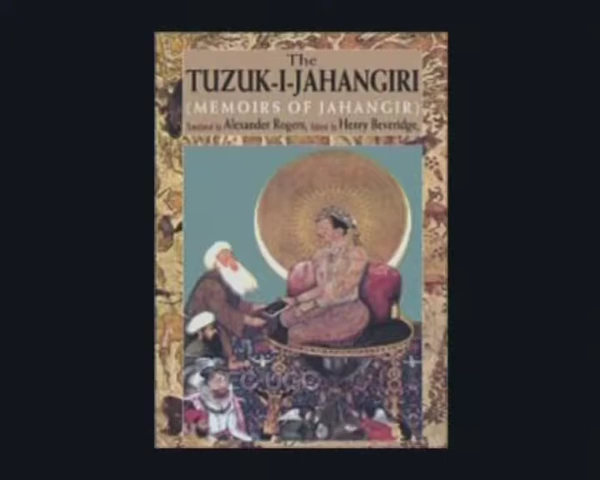 The
TUZUK-I-JAHANGIRI
(MEMOIRS OF JAHANGIR)
Translated by Alexander Rogers, Edited by Henry Beveridge,